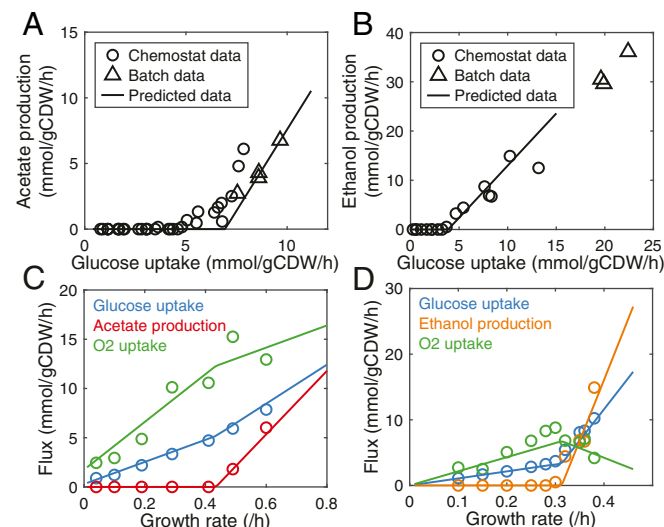 A
Acetate production
(mmol/gCDW/h)
15
10
5
0
Chemostat data
Batch data
Predicted data
0 5 10
Glucose uptake (mmol/gCDW/h)
B
Ethanol production
(mmol/gCDW/h)
40
30
20
10
0
Chemostat data
Batch data
Predicted data
0 5 10 15 20 25
Glucose uptake (mmol/gCDW/h)
C
Flux (mmol/gCDW/h)
20
15
10
5
0
Glucose uptake
Acetate production
O2 uptake
0 0.2 0.4 0.6 0.8
Growth rate (/h)
D
Flux (mmol/gCDW/h)
30
20
10
0
Glucose uptake
Ethanol production
O2 uptake
0 0.1 0.2 0.3 0.4
Growth rate (/h)